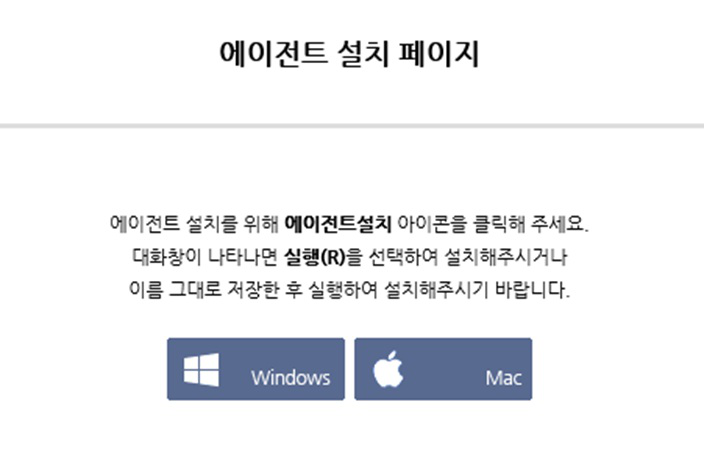 에이전트 설치 페이지
에이전트 설치를 위해 에이전트설치 아이콘을 클릭해 주세요.
대화창이 나타나면 실행(R)을 선택하여 설치해주시거나
이름 그대로 저장한 후 실행하여 설치해주시기 바랍니다.
Windows
Mac